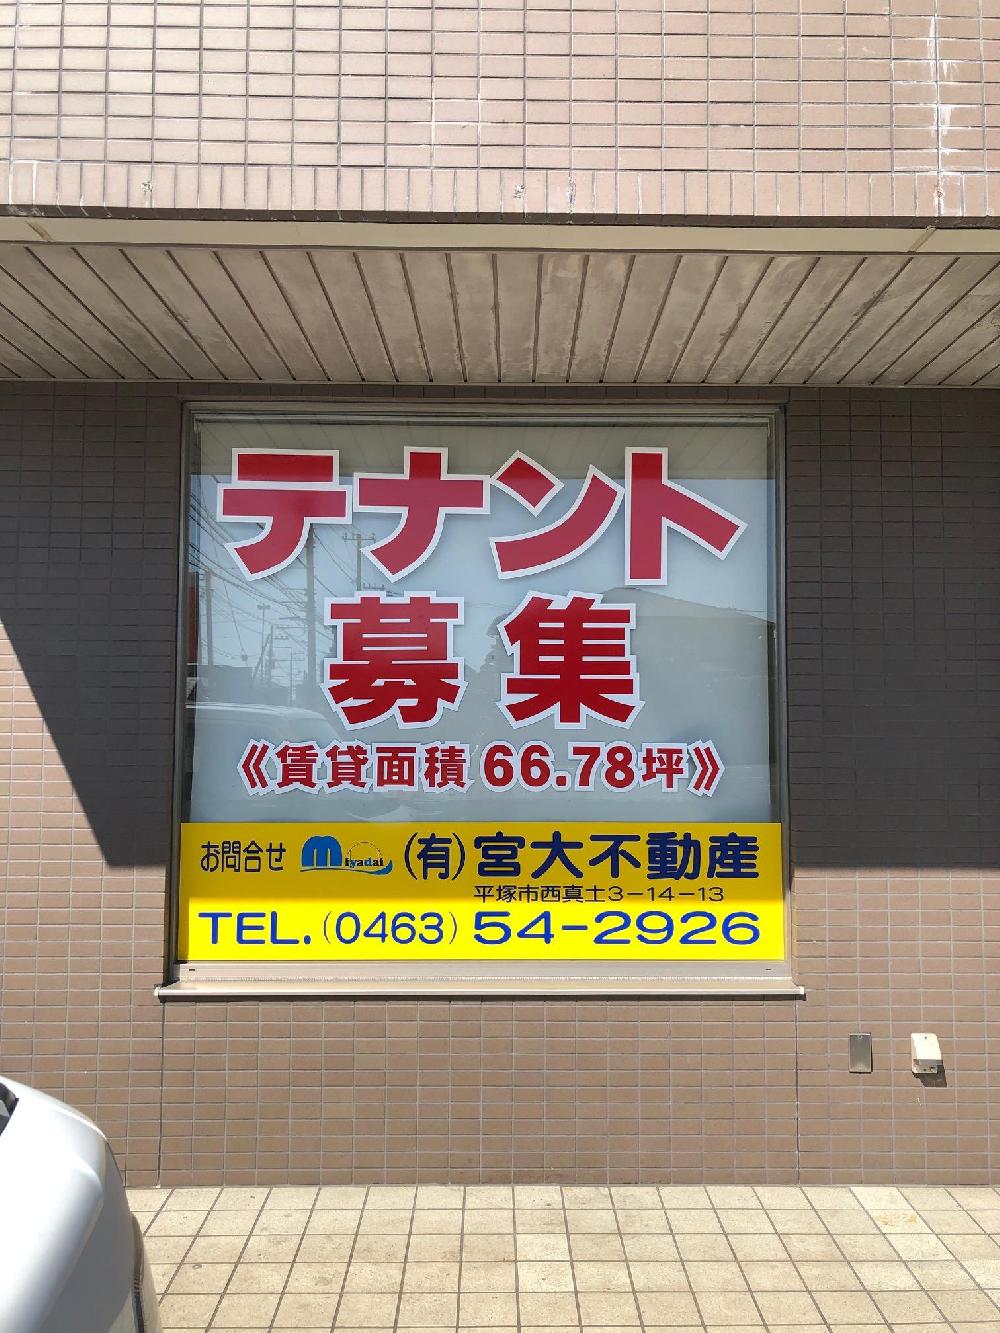 テナント
募集
《賃貸面積 66.78坪》
お問合せ miyadai (有)宮大不動産
平塚市西真土3-14-13
TEL.(0463)54-2926